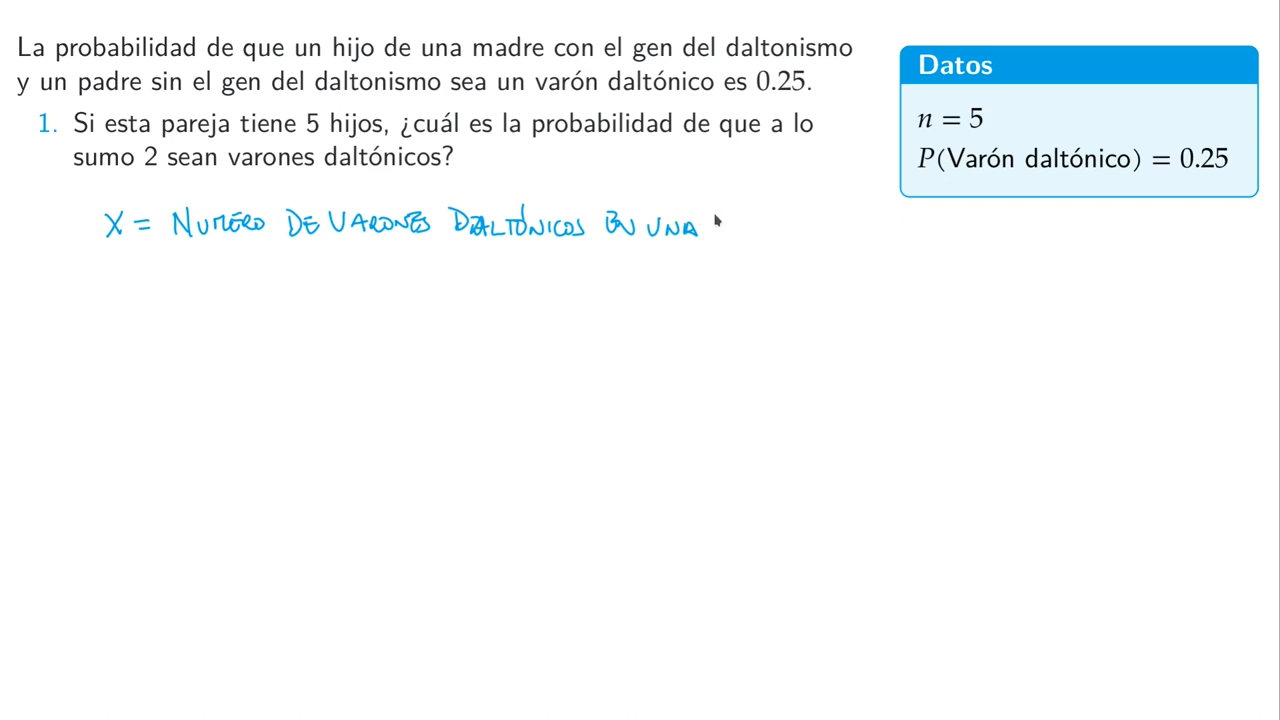 La probabilidad de que un hijo de una madre con el gen del daltonismo
y un padre sin el gen del daltonismo sea un varón daltónico es 0.25.
1. Si esta pareja tiene 5 hijos, ¿cuál es la probabilidad de que a lo
sumo 2 sean varones daltónicos?
X = NUMERO DE VARONES DALTÓNICOS EN UNA
Datos
n = 5
P(Varón daltónico) = 0.25